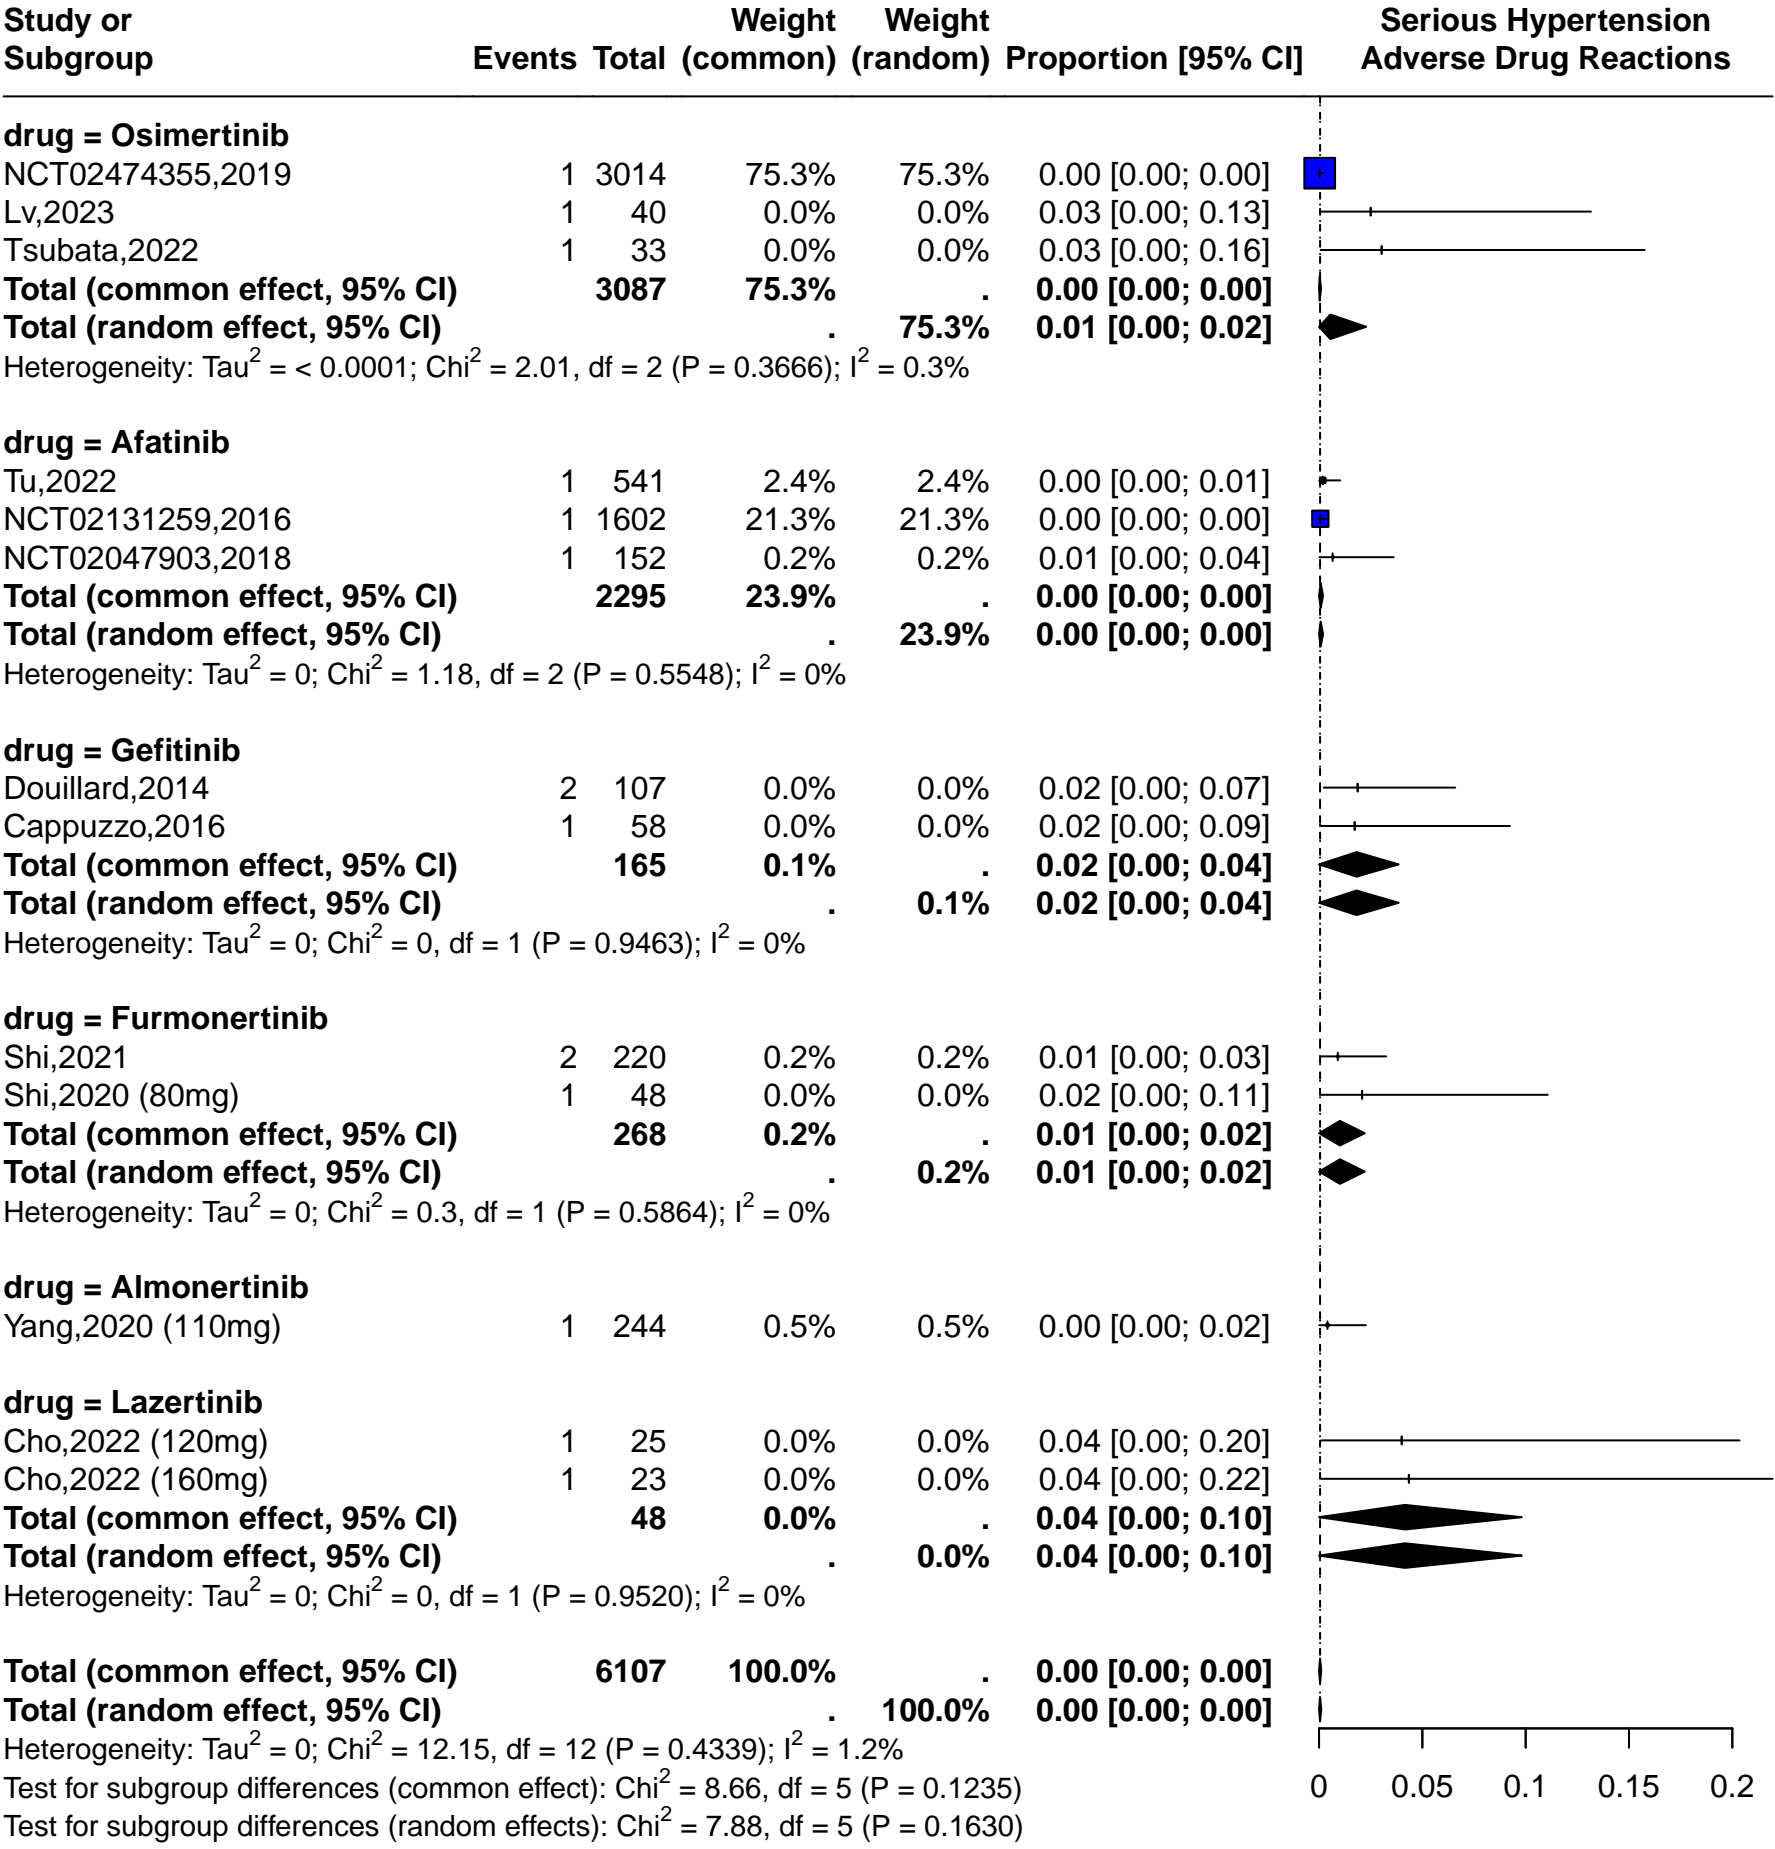 Study or Weight Weight Serious Hypertension
Subgroup Events Total (common) (random) Proportion [95% CI] Adverse Drug Reactions
drug = Osimertinib
NCT02474355,2019 1 3014 75.3% 75.3% 0.00 [0.00; 0.00]
Lv,2023 1 40 0.0% 0.0% 0.03 [0.00; 0.13]
Tsubata,2022 1 33 0.0% 0.0% 0.03 [0.00; 0.16]
Total (common effect, 95% CI) 3087 75.3% . 0.00 [0.00; 0.00]
Total (random effect, 95% CI) . 75.3% 0.01 [0.00; 0.02]
Heterogeneity: Tau² = < 0.0001; Chi² = 2.01, df = 2 (P = 0.3666); I² = 0.3%
drug = Afatinib
Tu,2022 1 541 2.4% 2.4% 0.00 [0.00; 0.01]
NCT02131259,2016 1 1602 21.3% 21.3% 0.00 [0.00; 0.00]
NCT02047903,2018 1 152 0.2% 0.2% 0.01 [0.00; 0.04]
Total (common effect, 95% CI) 2295 23.9% . 0.00 [0.00; 0.00]
Total (random effect, 95% CI) . 23.9% 0.00 [0.00; 0.00]
Heterogeneity: Tau² = 0; Chi² = 1.18, df = 2 (P = 0.5548); I² = 0%
drug = Gefitinib
Douillard,2014 2 107 0.0% 0.0% 0.02 [0.00; 0.07]
Cappuzzo,2016 1 58 0.0% 0.0% 0.02 [0.00; 0.09]
Total (common effect, 95% CI) 165 0.1% . 0.02 [0.00; 0.04]
Total (random effect, 95% CI) . 0.1% 0.02 [0.00; 0.04]
Heterogeneity: Tau² = 0; Chi² = 0, df = 1 (P = 0.9463); I² = 0%
drug = Furmonertinib
Shi,2021 2 220 0.2% 0.2% 0.01 [0.00; 0.03]
Shi,2020 (80mg) 1 48 0.0% 0.0% 0.02 [0.00; 0.11]
Total (common effect, 95% CI) 268 0.2% . 0.01 [0.00; 0.02]
Total (random effect, 95% CI) . 0.2% 0.01 [0.00; 0.02]
Heterogeneity: Tau² = 0; Chi² = 0.3, df = 1 (P = 0.5864); I² = 0%
drug = Almonertinib
Yang,2020 (110mg) 1 244 0.5% 0.5% 0.00 [0.00; 0.02]
drug = Lazertinib
Cho,2022 (120mg) 1 25 0.0% 0.0% 0.04 [0.00; 0.20]
Cho,2022 (160mg) 1 23 0.0% 0.0% 0.04 [0.00; 0.22]
Total (common effect, 95% CI) 48 0.0% . 0.04 [0.00; 0.10]
Total (random effect, 95% CI) . 0.0% 0.04 [0.00; 0.10]
Heterogeneity: Tau² = 0; Chi² = 0, df = 1 (P = 0.9520); I² = 0%
Total (common effect, 95% CI) 6107 100.0% . 0.00 [0.00; 0.00]
Total (random effect, 95% CI) . 100.0% 0.00 [0.00; 0.00]
Heterogeneity: Tau² = 0; Chi² = 12.15, df = 12 (P = 0.4339); I² = 1.2%
Test for subgroup differences (common effect): Chi² = 8.66, df = 5 (P = 0.1235) 0 0.05 0.1 0.15 0.2
Test for subgroup differences (random effects): Chi² = 7.88, df = 5 (P = 0.1630)